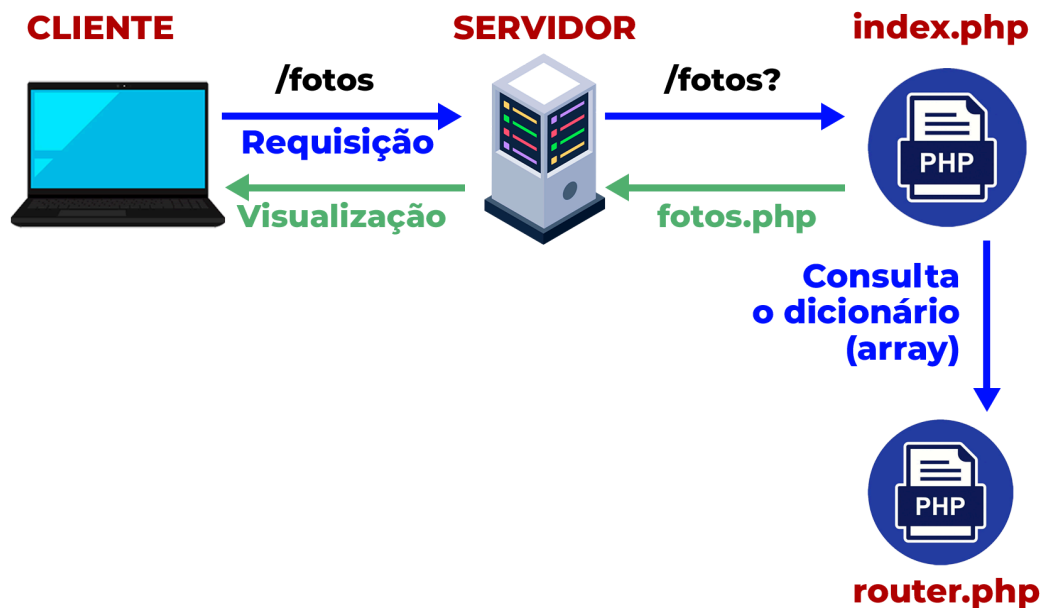 CLIENTE
SERVIDOR
index.php
/fotos
/fotos?
Requisição
PHP
Visualização
fotos.php
Consulta
o dicionário
(array)
PHP
router.php